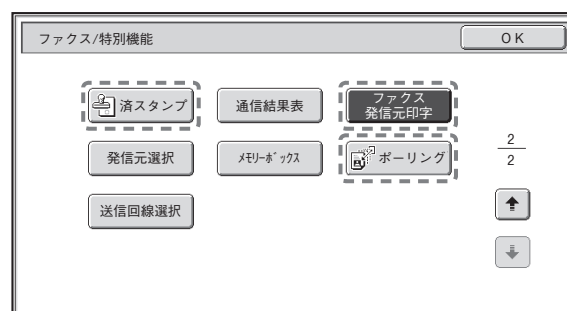 ファクス/特別機能
OK
済スタンプ
通信結果表
ファクス
発信元印字
発信元選択
メモリーボックス
ポーリング
送信回線選択
2
2